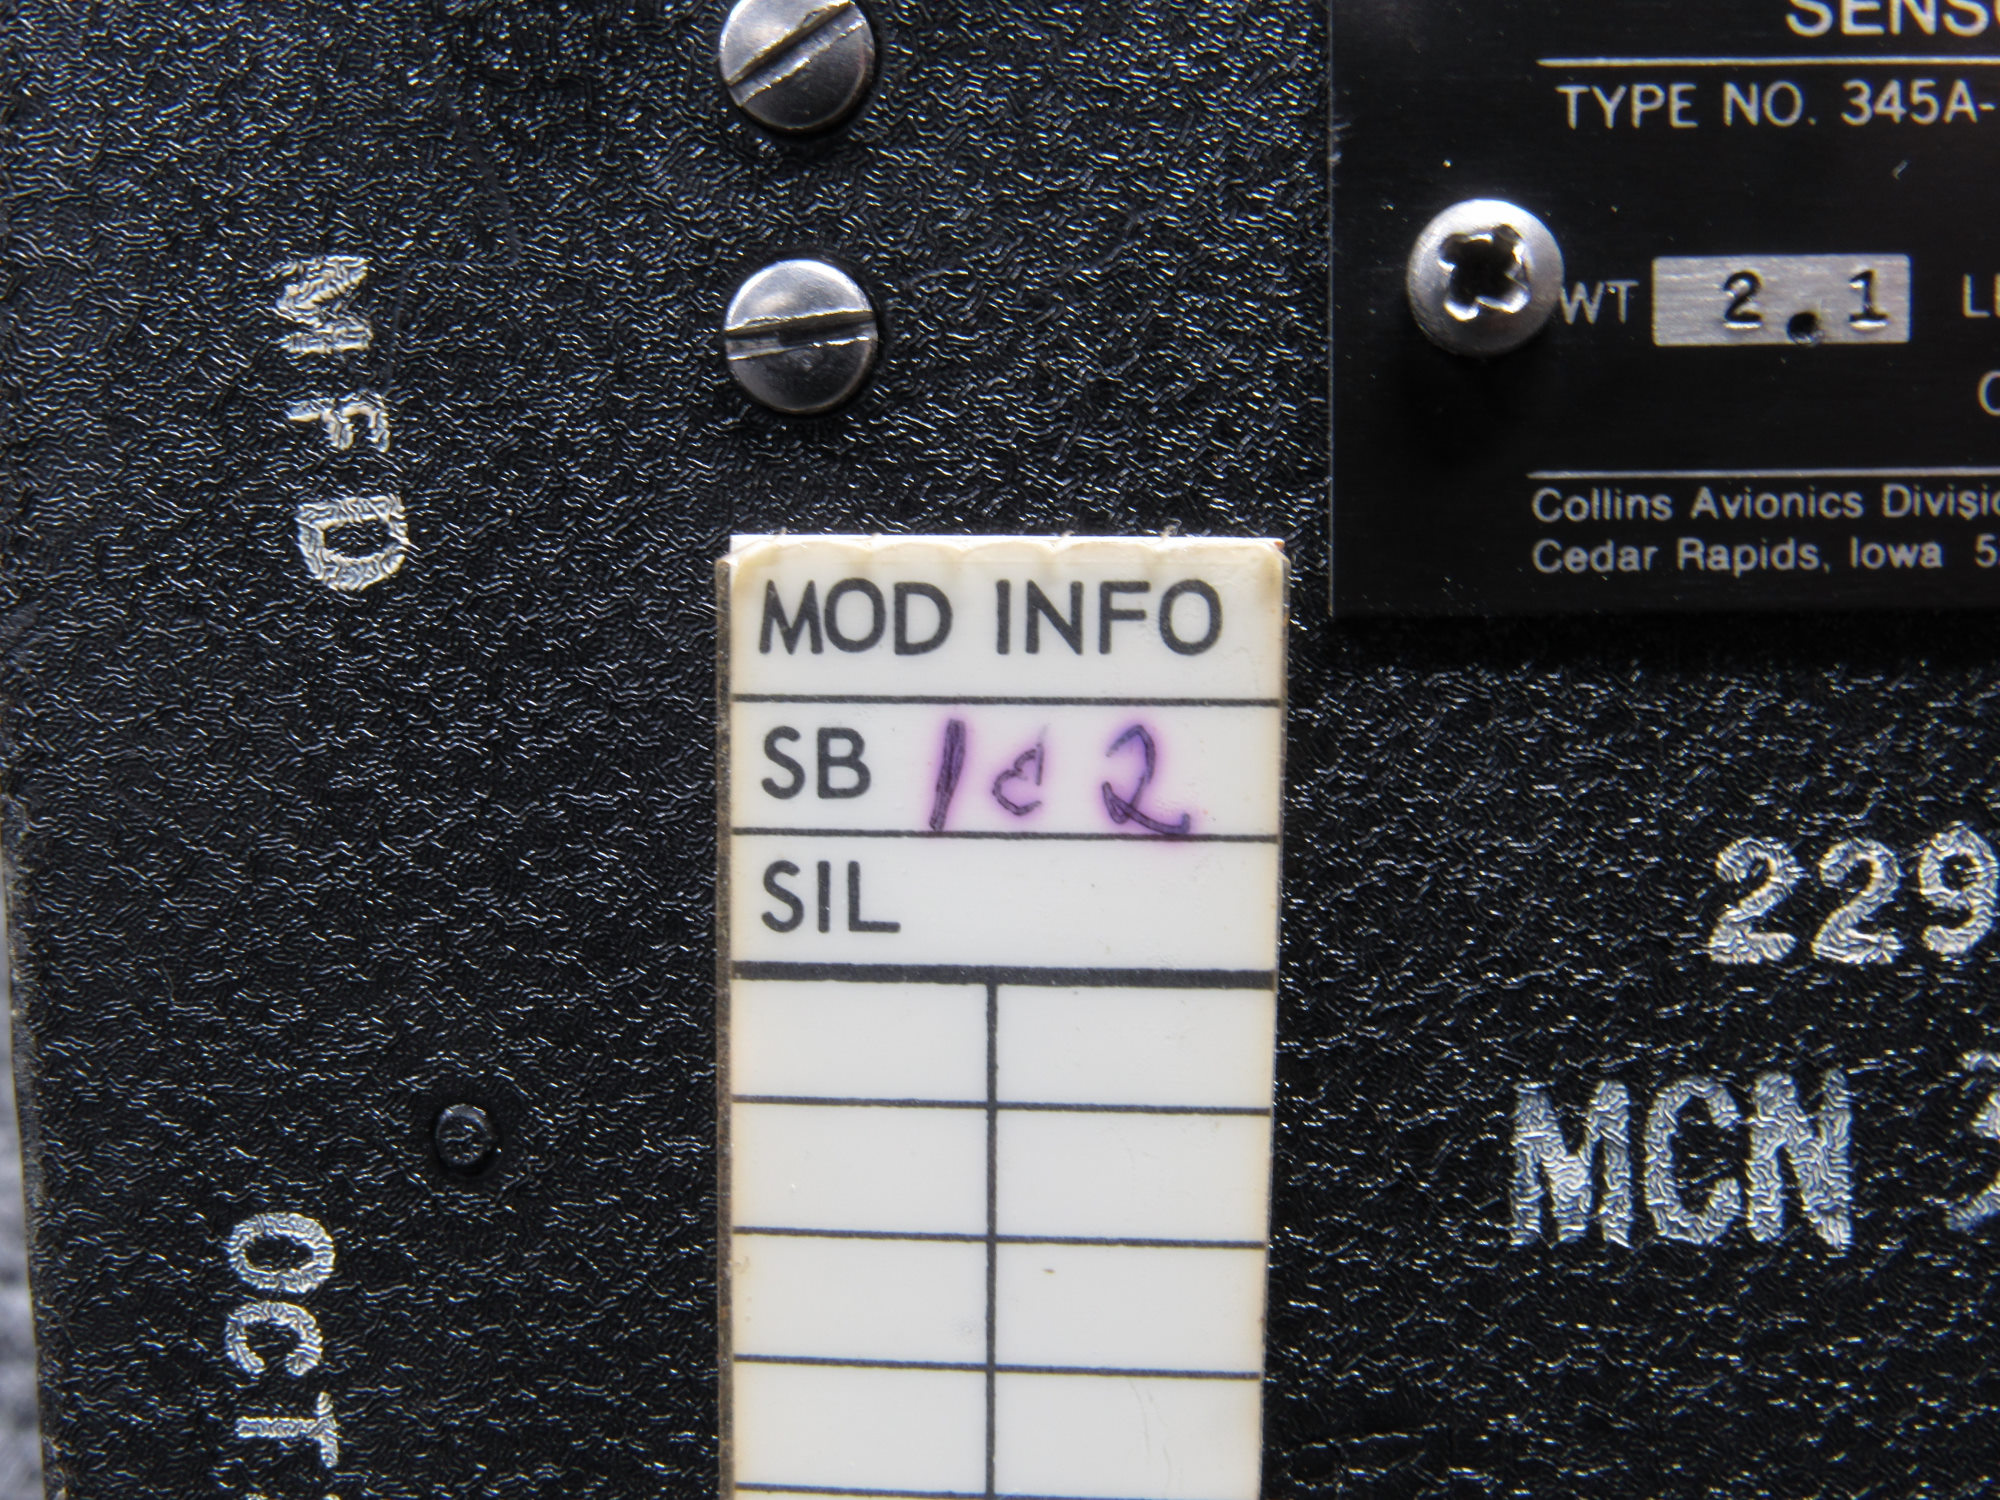 SENS
TYPE NO. 345A-
WT 2.1 L
Collins Avionics Divisio
Cedar Rapids, Iowa 5
MFD
OCT
MOD INFO
SB 1 & 2
SIL
229
MCN